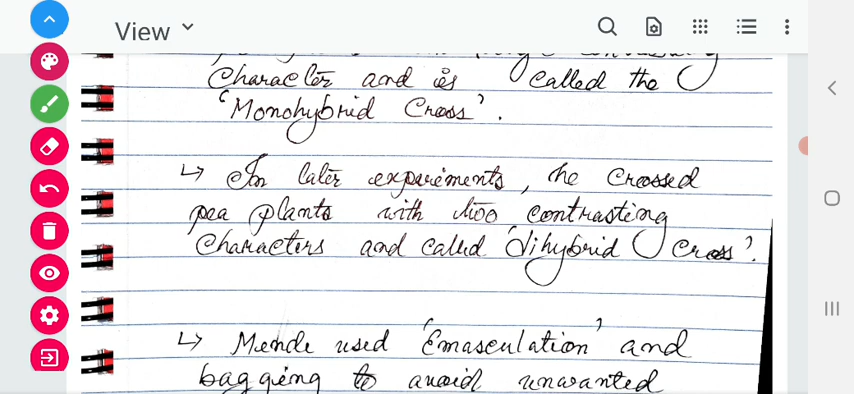 View
Character and is called the
'Monohybrid Cross'.
↳ In later experiments, he crossed
pea plants with two contrasting
characters and called 'dihybrid Cross'.
↳ Mende used 'Emasculation' and
bagging to avoid unwanted